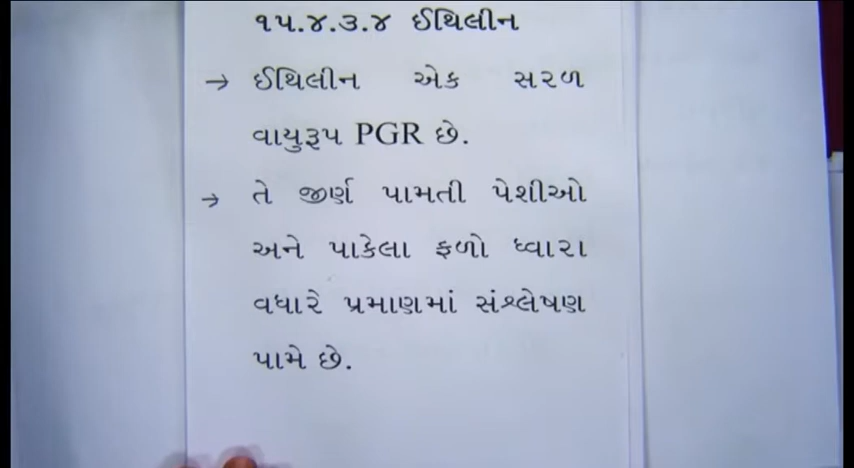 ૧૫.૪.૩.૪ ઈથિલીન
→ ઈથિલીન એક સરળ
વાયુરૂપ PGR છે.
→ તે જીર્ણ પામતી પેશીઓ
અને પાકેલા ફળો ધ્વારા
વધારે પ્રમાણમાં સંશ્લેષણ
પામે છે.